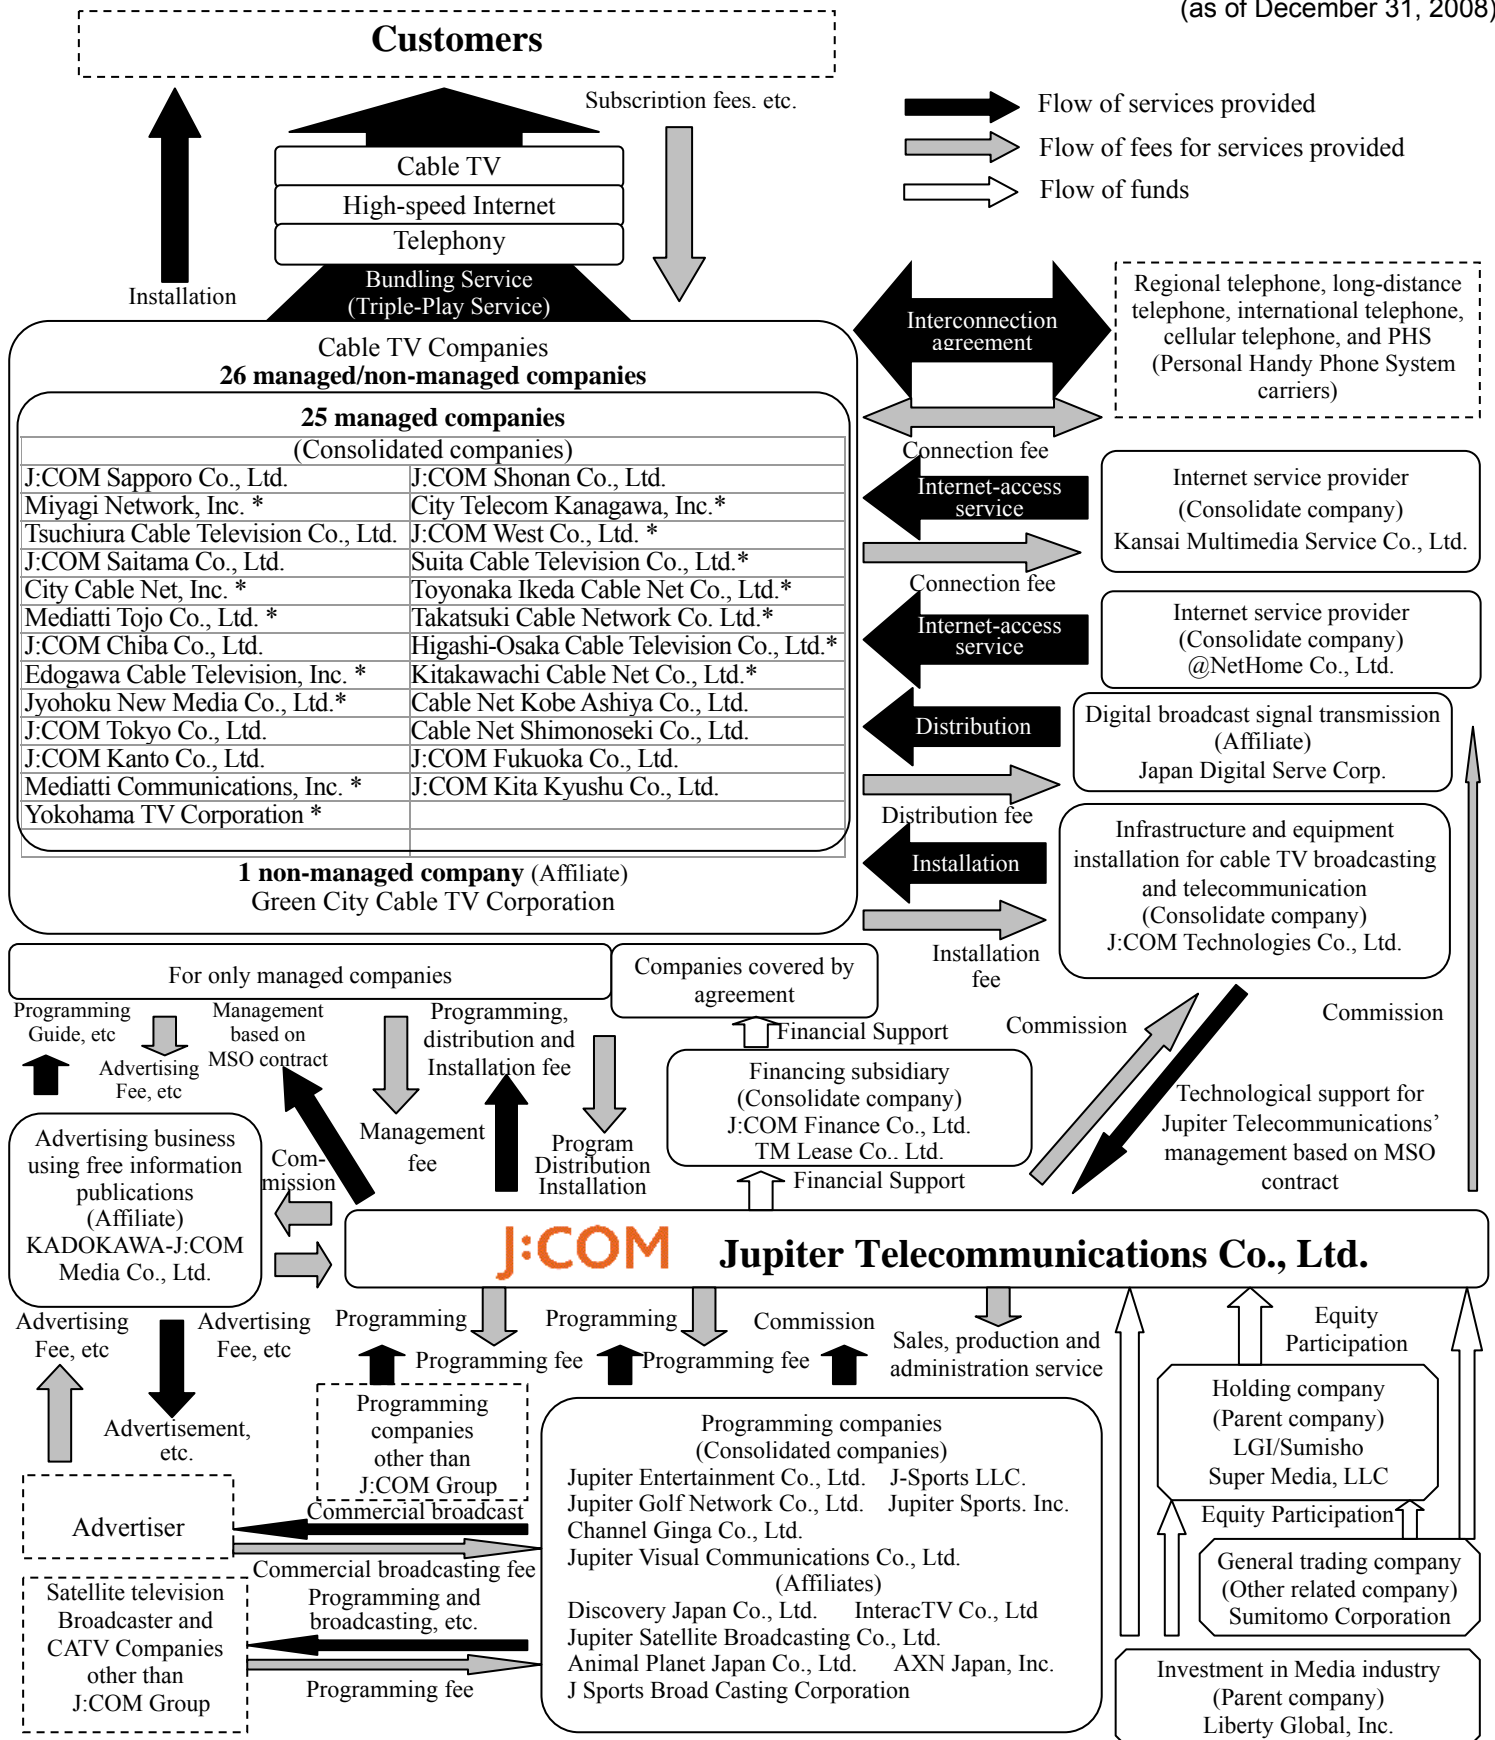 (as of December 31, 2008)
Customers
Subscription fees, etc.
Flow of services provided
Flow of fees for services provided
Flow of funds
Cable TV
High-speed Internet
Telephony
Bundling Service
(Triple-Play Service)
Installation
Interconnection
agreement
Regional telephone, long-distance
telephone, international telephone,
cellular telephone, and PHS
(Personal Handy Phone System
carriers)
Connection fee
Cable TV Companies
26 managed/non-managed companies
25 managed companies
(Consolidated companies)
J:COM Sapporo Co., Ltd. J:COM Shonan Co., Ltd.
Miyagi Network, Inc. * City Telecom Kanagawa, Inc.*
Tsuchiura Cable Television Co., Ltd. J:COM West Co., Ltd. *
J:COM Saitama Co., Ltd. Suita Cable Television Co., Ltd.*
City Cable Net, Inc. * Toyonaka Ikeda Cable Net Co., Ltd.*
Mediatti Tojo Co., Ltd. * Takatsuki Cable Network Co. Ltd.*
J:COM Chiba Co., Ltd. Higashi-Osaka Cable Television Co., Ltd.*
Edogawa Cable Television, Inc. * Kitakawachi Cable Net Co., Ltd.*
Jyohoku New Media Co., Ltd.* Cable Net Kobe Ashiya Co., Ltd.
J:COM Tokyo Co., Ltd. Cable Net Shimonoseki Co., Ltd.
J:COM Kanto Co., Ltd. J:COM Fukuoka Co., Ltd.
Mediatti Communications, Inc. * J:COM Kita Kyushu Co., Ltd.
Yokohama TV Corporation *
1 non-managed company (Affiliate)
Green City Cable TV Corporation
Internet-access
service
Internet service provider
(Consolidate company)
Kansai Multimedia Service Co., Ltd.
Connection fee
Internet-access
service
Internet service provider
(Consolidate company)
@NetHome Co., Ltd.
Distribution
Digital broadcast signal transmission
(Affiliate)
Japan Digital Serve Corp.
Distribution fee
Installation
Infrastructure and equipment
installation for cable TV broadcasting
and telecommunication
(Consolidate company)
J:COM Technologies Co., Ltd.
Installation
fee
For only managed companies
Companies covered by
agreement
Programming
Guide, etc
Advertising
Fee, etc
Management
based on
MSO contract
Management
fee
Programming,
distribution and
Installation fee
Program
Distribution
Installation
Financial Support
Financing subsidiary
(Consolidate company)
J:COM Finance Co., Ltd.
TM Lease Co., Ltd.
Financial Support
Commission
Commission
Technological support for
Jupiter Telecommunications’
management based on MSO
contract
Advertising business
using free information
publications
(Affiliate)
KADOKAWA-J:COM
Media Co., Ltd.
Com-
mission
J:COM Jupiter Telecommunications Co., Ltd.
Advertising
Fee, etc
Advertising
Fee, etc
Advertisement,
etc.
Programming
Programming fee
Programming
Programming fee
Commission
Sales, production and
administration service
Equity
Participation
Programming
companies
other than
J:COM Group
Holding company
(Parent company)
LGI/Sumisho
Super Media, LLC
Equity Participation
General trading company
(Other related company)
Sumitomo Corporation
Investment in Media industry
(Parent company)
Liberty Global, Inc.
Programming companies
(Consolidated companies)
Jupiter Entertainment Co., Ltd. J-Sports LLC.
Jupiter Golf Network Co., Ltd. Jupiter Sports. Inc.
Channel Ginga Co., Ltd.
Jupiter Visual Communications Co., Ltd.
(Affiliates)
Discovery Japan Co., Ltd. InteracTV Co., Ltd
Jupiter Satellite Broadcasting Co., Ltd.
Animal Planet Japan Co., Ltd. AXN Japan, Inc.
J Sports Broad Casting Corporation
Advertiser
Commercial broadcast
Commercial broadcasting fee
Satellite television
Broadcaster and
CATV Companies
other than
J:COM Group
Programming and
broadcasting, etc.
Programming fee